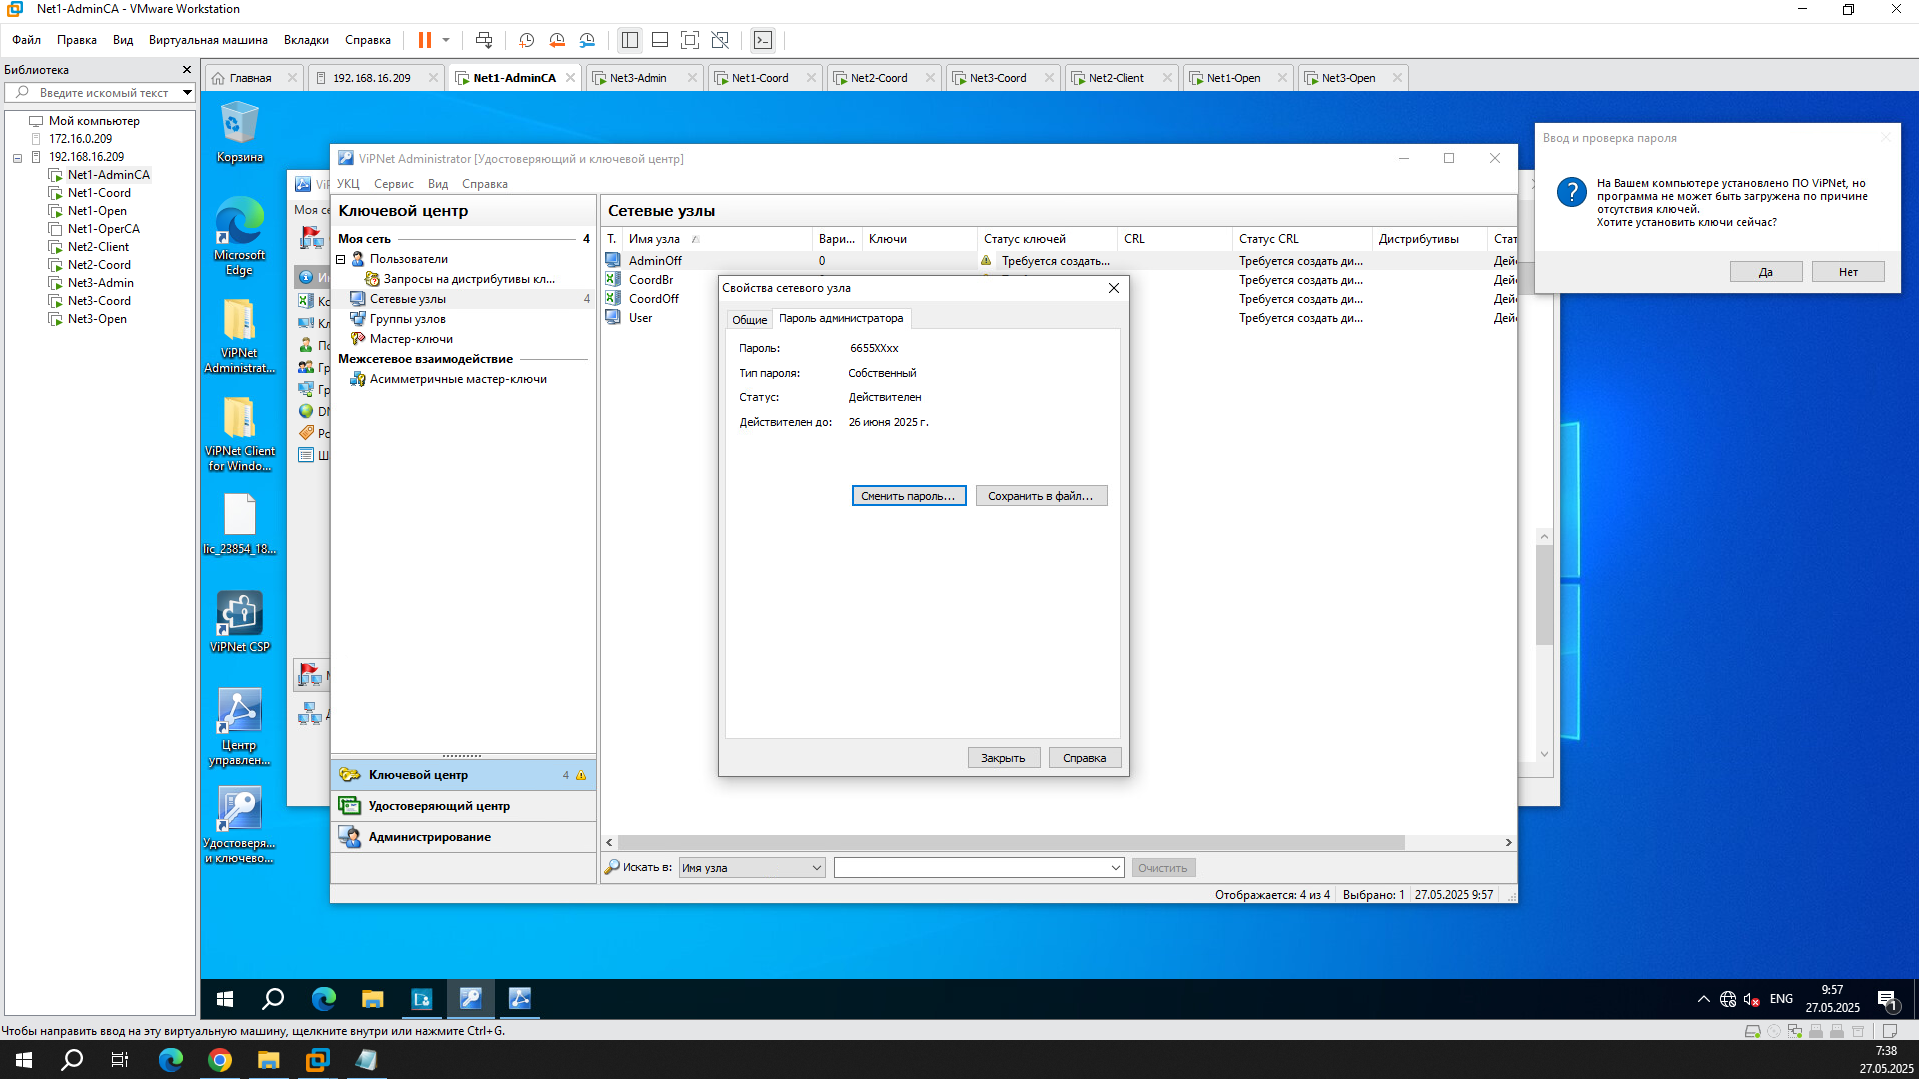 Net1-AdminCA - VMware Workstation
Файл Правка Вид Виртуальная машина Вкладки Справка
Библиотека
Введите искомый текст
Мой компьютер
172.16.0.209
192.168.16.209
Net1-AdminCA
Net1-Coord
Net1-Open
Net1-OperCA
Net2-Client
Net2-Coord
Net3-Admin
Net3-Coord
Net3-Open
Главная 192.168.16.209 Net1-AdminCA Net3-Admin Net1-Coord Net2-Coord Net3-Coord Net2-Client Net1-Open Net3-Open
Корзина
Microsoft
Edge
ViPNet
Administrat...
ViPNet Client
for Windo...
lic_23854_18...
ViPNet CSP
Центр
управлен...
Удостоверя...
и ключево...
ViPNet Administrator [Удостоверяющий и ключевой центр]
УКЦ Сервис Вид Справка
Ключевой центр
Моя сеть 4
Пользователи
Запросы на дистрибутивы кл...
Сетевые узлы 4
Группы узлов
Мастер-ключи
Межсетевое взаимодействие
Асимметричные мастер-ключи
Ключевой центр 4
Удостоверяющий центр
Администрирование
Сетевые узлы
Т. Имя узла Вари... Ключи Статус ключей CRL Статус CRL Дистрибутивы Стат
AdminOff 0 Требуется создать... Требуется создать ди... Дей
CoordBr Требуется создать ди... Дей
CoordOff Требуется создать ди... Дей
User Требуется создать ди... Дей
Свойства сетевого узла
Общие Пароль администратора
Пароль: 6655XXxx
Тип пароля: Собственный
Статус: Действителен
Действителен до: 26 июня 2025 г.
Сменить пароль... Сохранить в файл...
Закрыть Справка
Искать в: Имя узла Очистить
Отображается: 4 из 4 Выбрано: 1 27.05.2025 9:57
Ввод и проверка пароля
На Вашем компьютере установлено ПО ViPNet, но
программа не может быть загружена по причине
отсутствия ключей.
Хотите установить ключи сейчас?
Да Нет
ENG 9:57
27.05.2025
1
Чтобы направить ввод на эту виртуальную машину, щелкните внутри или нажмите Ctrl+G.
7:38
27.05.2025